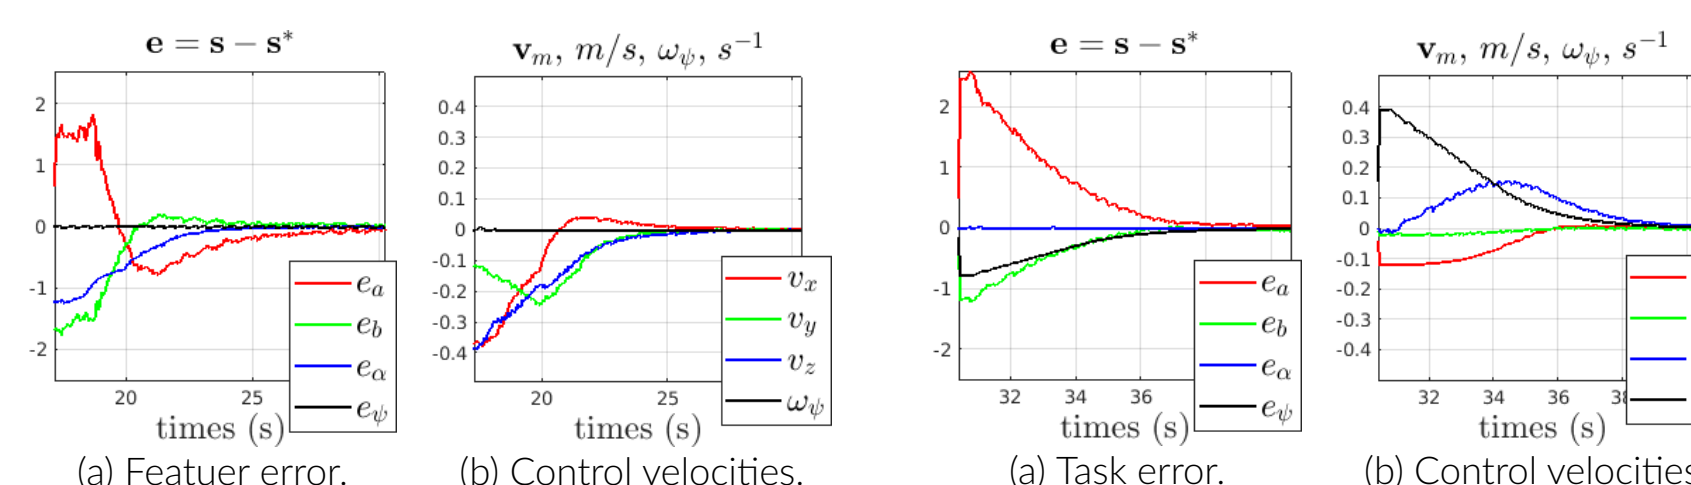 e = s − s*
2
1
0
-1
-2
20
25
times (s)
e_a
e_b
e_α
e_ψ
(a) Featuer error.
v_m, m/s, ω_ψ, s⁻¹
0.4
0.3
0.2
0.1
0
-0.1
-0.2
-0.3
-0.4
20
25
times (s)
v_x
v_y
v_z
ω_ψ
(b) Control velocities.
e = s − s*
2
1
0
-1
-2
32
34
36
times (s)
e_a
e_b
e_α
e_ψ
(a) Task error.
v_m, m/s, ω_ψ, s⁻¹
0.4
0.3
0.2
0.1
0
-0.1
-0.2
-0.3
-0.4
32
34
36
times (s)
(b) Control velocities